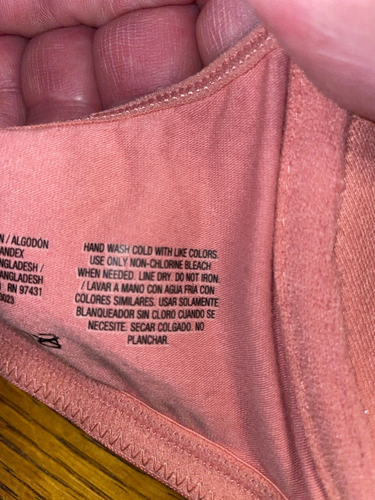 N / ALGODÓN
ANDEX
NGLADESH /
ANGLADESH
RN 97431
0023
HAND WASH COLD WITH LIKE COLORS.
USE ONLY NON-CHLORINE BLEACH
WHEN NEEDED. LINE DRY. DO NOT IRON.
/ LAVAR A MANO CON AGUA FRIA CON
COLORES SIMILARES. USAR SOLAMENTE
BLANQUEADOR SIN CLORO CUANDO SE
NECESITE. SECAR COLGADO. NO
PLANCHAR.